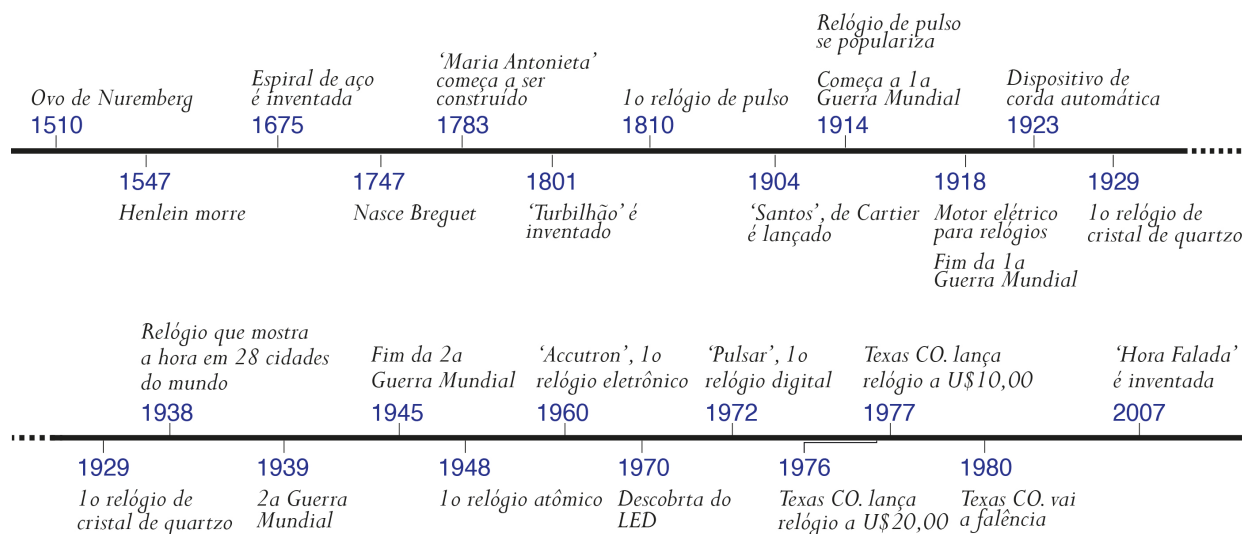 Ovo de Nuremberg
1510
Espiral de aço
é inventada
1675
‘Maria Antonieta’
começa a ser
construído
1783
1o relógio de pulso
1810
Relógio de pulso
se populariza
Começa a 1a
Guerra Mundial
1914
Dispositivo de
corda automática
1923
1547
Henlein morre
1747
Nasce Breguet
1801
‘Turbilhão’ é
inventado
1904
‘Santos’, de Cartier
é lançado
1918
Motor elétrico
para relógios
Fim da 1a
Guerra Mundial
1929
1o relógio de
cristal de quartzo
Relógio que mostra
a hora em 28 cidades
do mundo
1938
Fim da 2a
Guerra Mundial
1945
‘Accutron’, 1o
relógio eletrônico
1960
‘Pulsar’, 1o
relógio digital
1972
Texas CO. lança
relógio a U$10,00
1977
‘Hora Falada’
é inventada
2007
1929
1o relógio de
cristal de quartzo
1939
2a Guerra
Mundial
1948
1o relógio atômico
1970
Descobrta do
LED
1976
Texas CO. lança
relógio a U$20,00
1980
Texas CO. vai
a falência